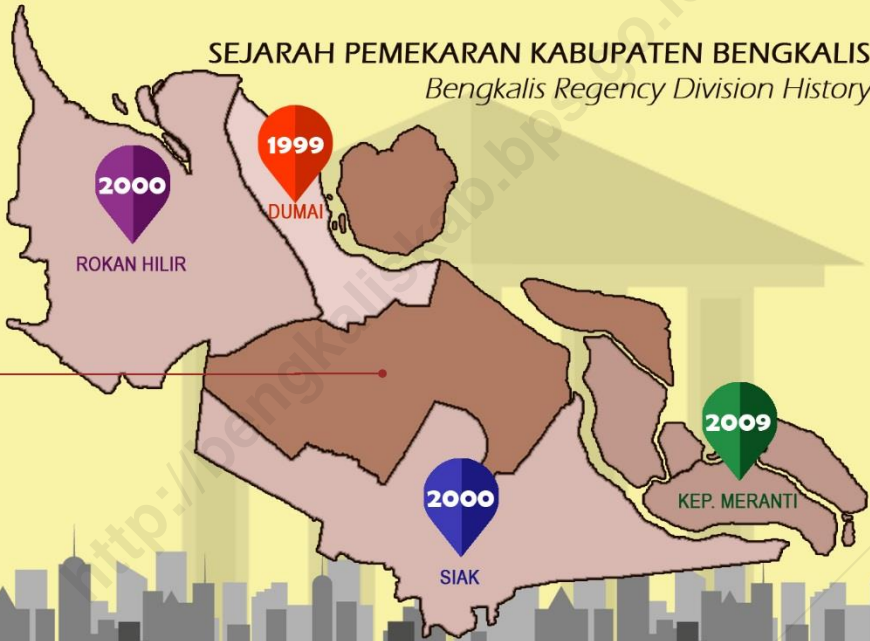 SEJARAH PEMEKARAN KABUPATEN BENGKALIS
Bengkalis Regency Division History
1999
DUMAI
2000
ROKAN HILIR
2009
KEP. MERANTI
2000
SIAK
http://bengkaliskab.bps.go.i